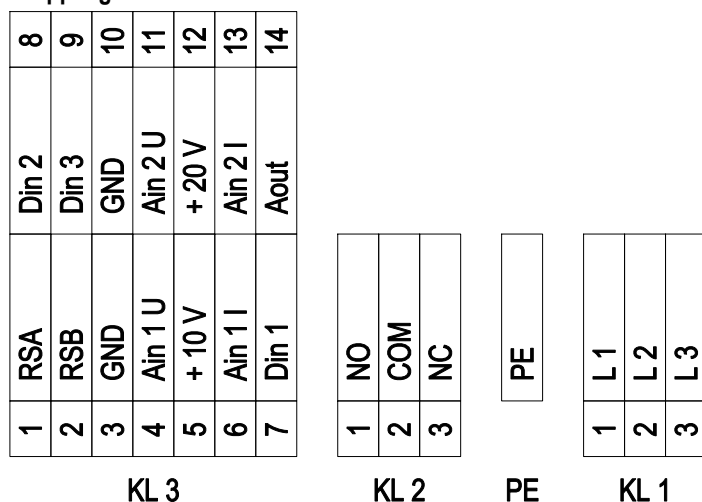 8 9 10 11 12 13 14
Din 2 Din 3 GND Ain 2 U + 20 V Ain 2 I Aout
RSA RSB GND Ain 1 U + 10 V Ain 1 I Din 1
1 2 3 4 5 6 7
KL 3
NO COM NC
1 2 3
KL 2
PE
PE
L 1 L 2 L 3
1 2 3
KL 1